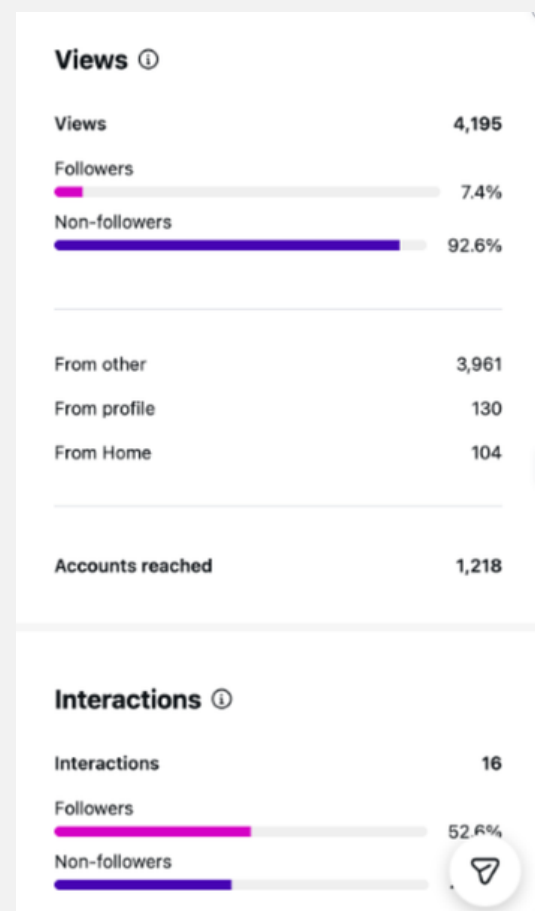 Views
Views 4,195
Followers
7.4%
Non-followers
92.6%
From other 3,961
From profile 130
From Home 104
Accounts reached 1,218
Interactions
Interactions 16
Followers
52.6%
Non-followers